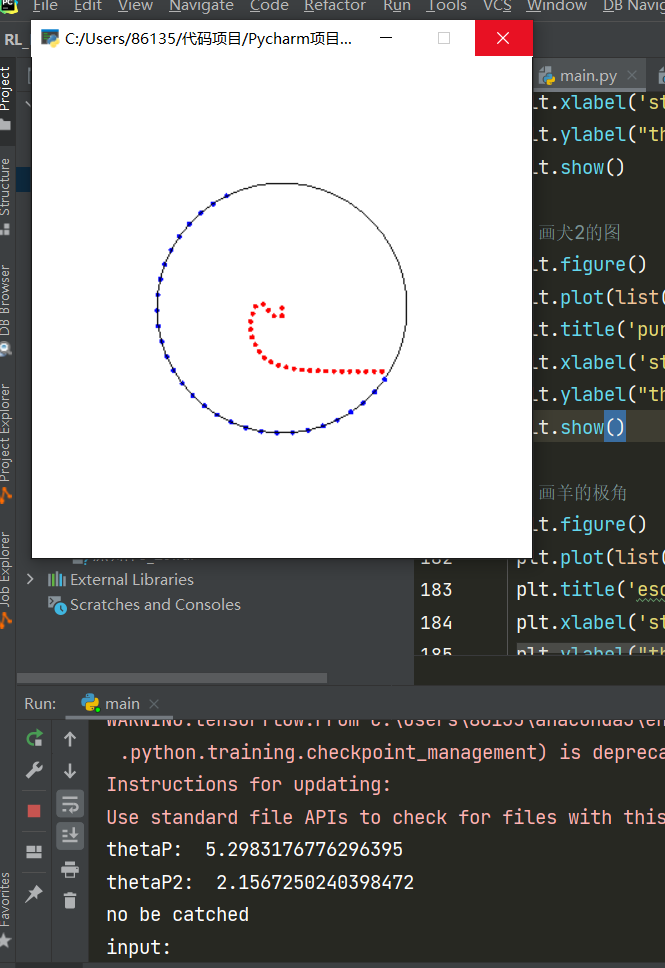 File Edit View Navigate Code Refactor Run Tools VCS Window DB Navi
RL_
C:/Users/86135/代码项目/Pycharm项目...
main.py
Project
Structure
DB Browser
Project Explorer
Job Explorer
Favorites
lt.xlabel('st
lt.ylabel("th
lt.show()
画犬2的图
lt.figure()
lt.plot(list(
lt.title('pur
lt.xlabel('st
lt.ylabel("th
lt.show()
画羊的极角
lt.figure()
182 plt.plot(list(
183 plt.title('esc
184 plt.xlabel('st
185 plt.ylabel("th
External Libraries
Scratches and Consoles
Run: main
WARNING:tensorflow:From C:\Users\86135\anaconda3\en
.python.training.checkpoint_management) is depreca
Instructions for updating:
Use standard file APIs to check for files with this
thetaP: 5.2983176776296395
thetaP2: 2.1567250240398472
no be catched
input: